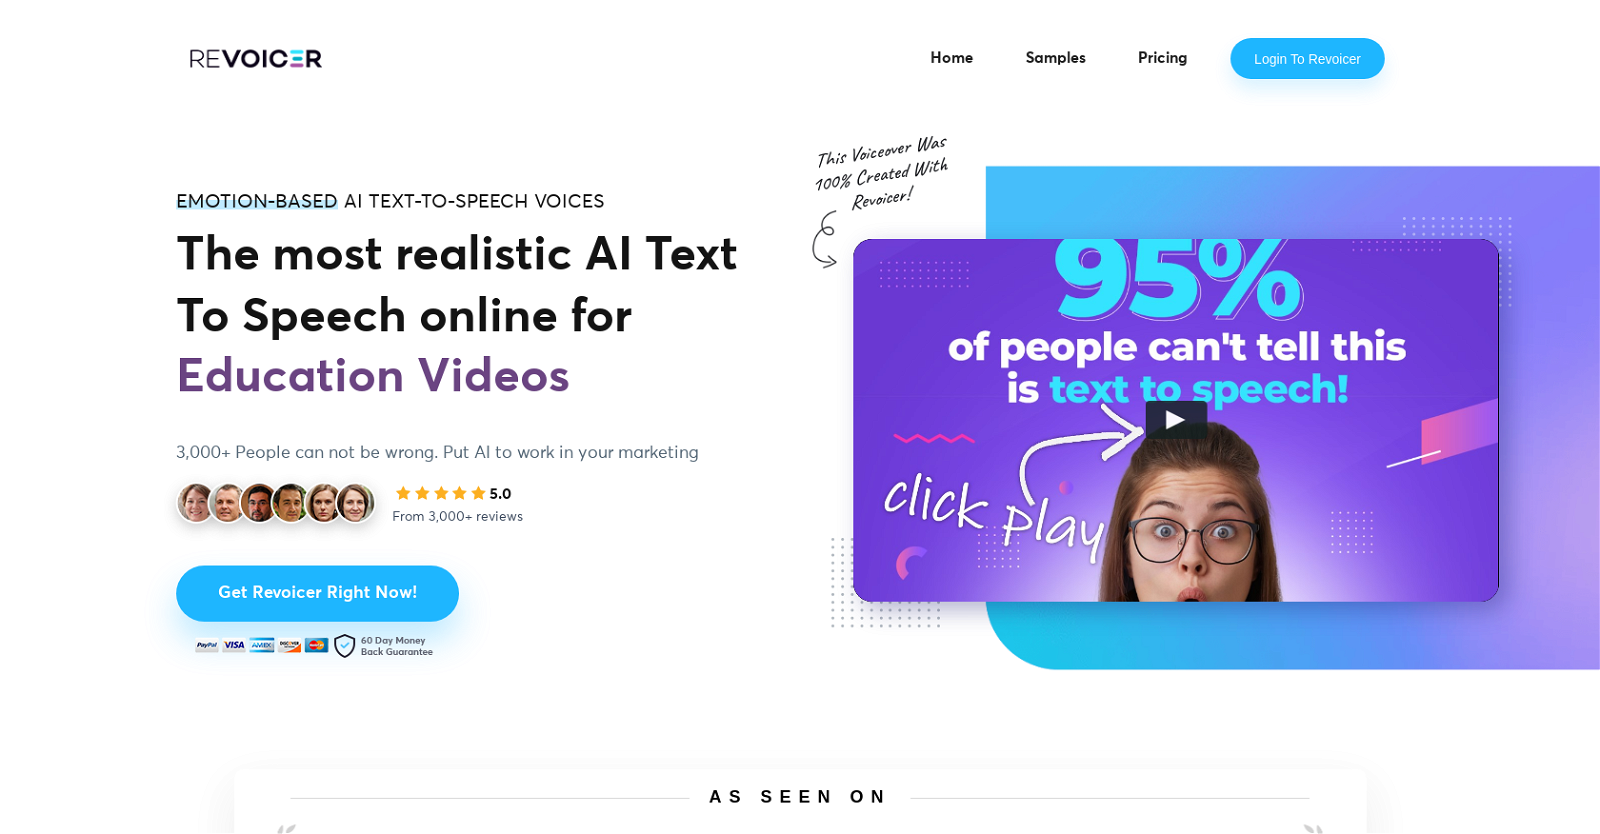 REVOICER
Home
Samples
Pricing
Login To Revoicer
This Voiceover Was
100% Created With
Revoicer!
EMOTION-BASED AI TEXT-TO-SPEECH VOICES
The most realistic AI Text
To Speech online for
Education Videos
3,000+ People can not be wrong. Put AI to work in your marketing
5.0
From 3,000+ reviews
Get Revoicer Right Now!
PayPal VISA AMEX DISCOVER
60 Day Money
Back Guarantee
95%
of people can't tell this
is text to speech!
click play
AS SEEN ON